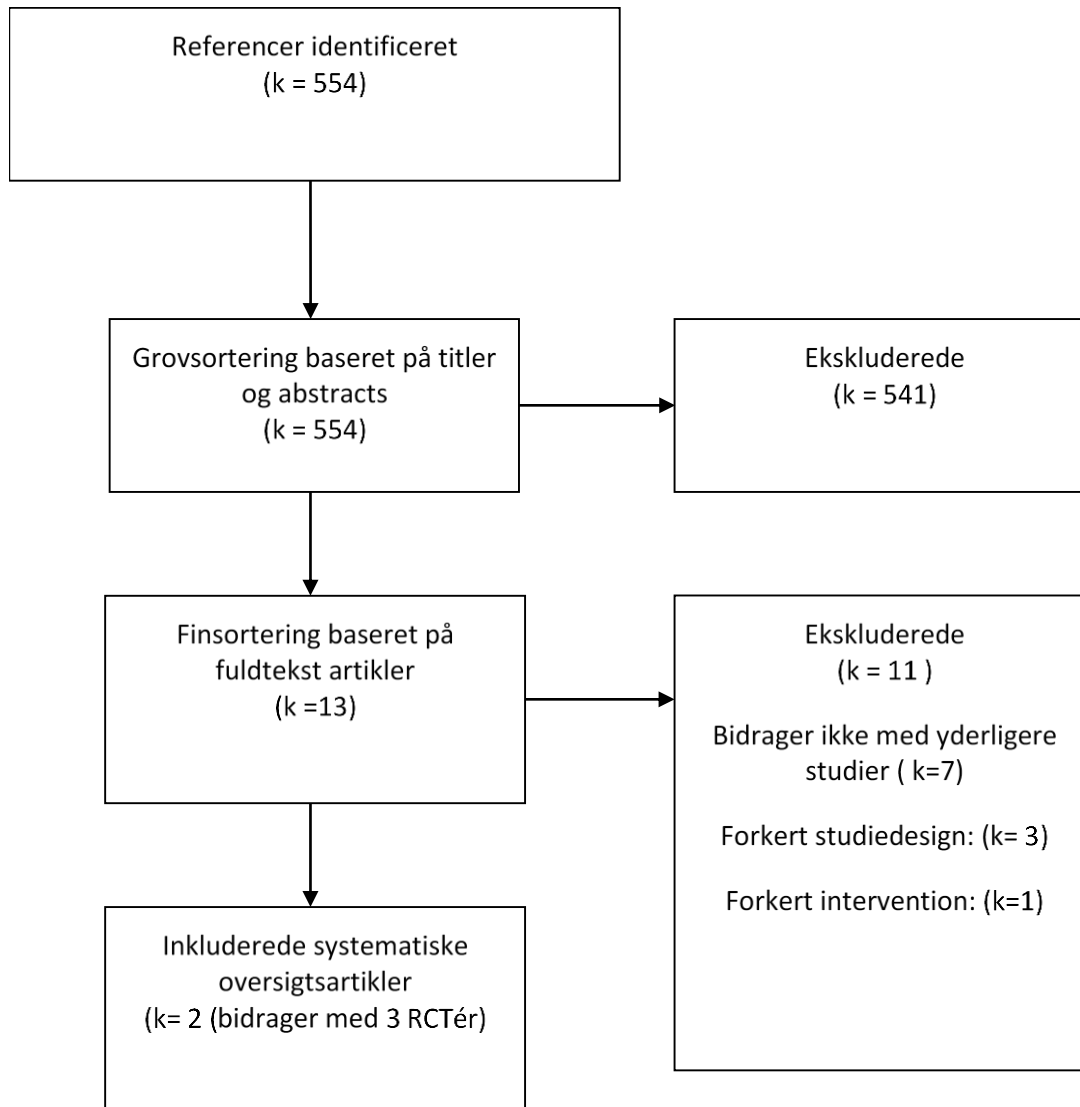 Referencer identificeret
(k = 554)
Grovsortering baseret på titler
og abstracts
(k = 554)
Ekskluderede
(k = 541)
Finsortering baseret på
fuldtekst artikler
(k =13)
Ekskluderede
(k = 11 )
Bidrager ikke med yderligere
studier ( k=7)
Forkert studiedesign: (k= 3)
Forkert intervention: (k=1)
Inkluderede systematiske
oversigtsartikler
(k= 2 (bidrager med 3 RCTér)